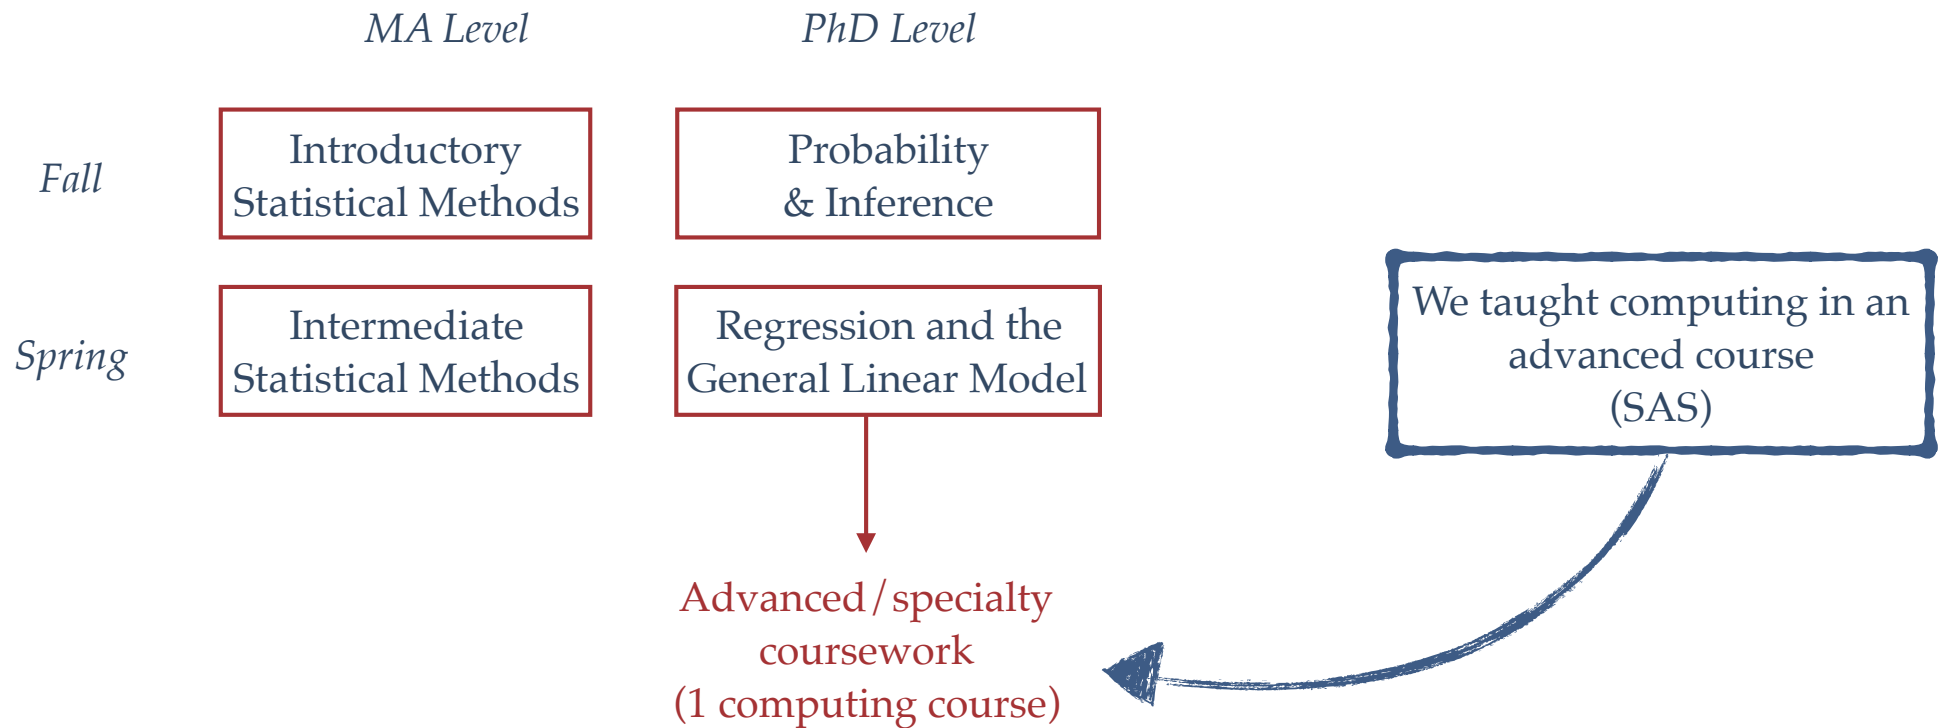 MA Level
PhD Level
Fall
Introductory
Statistical Methods
Probability
& Inference
Spring
Intermediate
Statistical Methods
Regression and the
General Linear Model
We taught computing in an
advanced course
(SAS)
Advanced/specialty
coursework
(1 computing course)